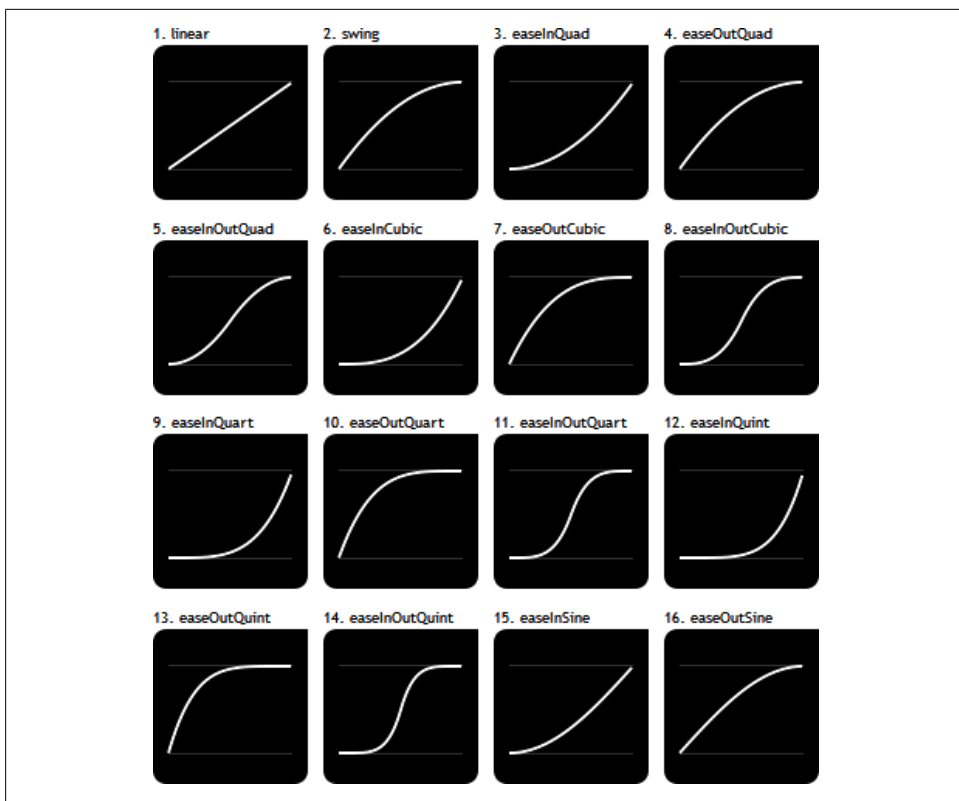 1. linear
2. swing
3. easeInQuad
4. easeOutQuad
5. easeInOutQuad
6. easeInCubic
7. easeOutCubic
8. easeInOutCubic
9. easeInQuart
10. easeOutQuart
11. easeInOutQuart
12. easeInQuint
13. easeOutQuint
14. easeInOutQuint
15. easeInSine
16. easeOutSine